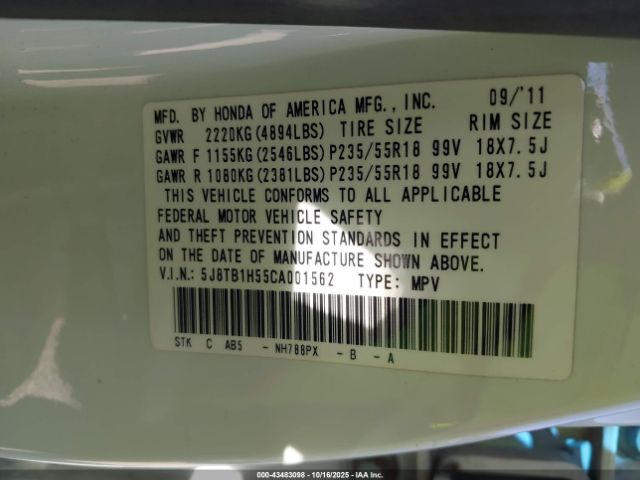 MFD. BY HONDA OF AMERICA MFG., INC. 09/'11
GVWR 2220KG(4894LBS) TIRE SIZE RIM SIZE
GAWR F 1155KG(2546LBS)P235/55R18 99V 18X7.5J
GAWR R 1080KG(2381LBS)P235/55R18 99V 18X7.5J
THIS VEHICLE CONFORMS TO ALL APPLICABLE
FEDERAL MOTOR VEHICLE SAFETY
AND THEFT PREVENTION STANDARDS IN EFFECT
ON THE DATE OF MANUFACTURE SHOWN ABOVE.
V.I.N.: 5J8TB1H55CA001562 TYPE: MPV
STK C AB5 - NH788PX - B - A
000-43483098 - 10/16/2025 - IAA Inc.